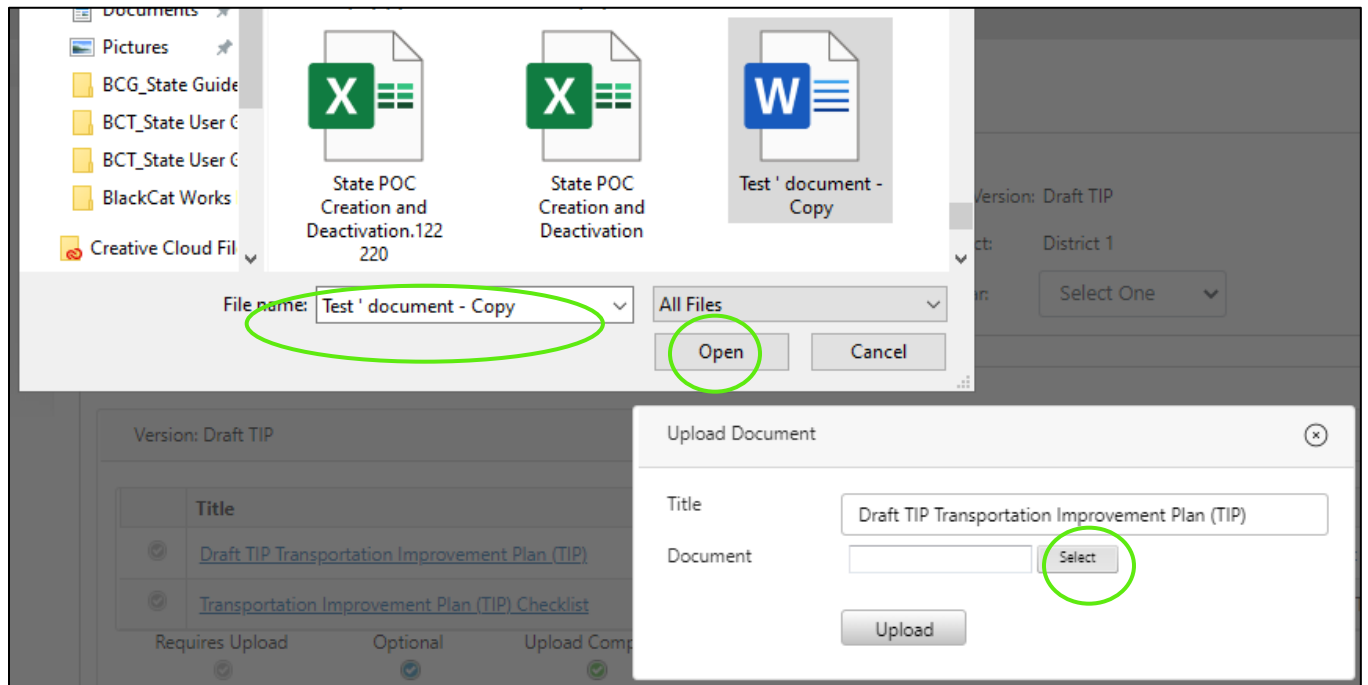 Documents
Pictures
BCG_State Guide
BCT_State User G
BCT_State User G
BlackCat Works
Creative Cloud Fil
State POC
Creation and
Deactivation.122
220
State POC
Creation and
Deactivation
Test ' document -
Copy
File name: Test ' document - Copy
All Files
Open Cancel
Version: Draft TIP
District 1
Select One
Version: Draft TIP
Title
Draft TIP Transportation Improvement Plan (TIP)
Transportation Improvement Plan (TIP) Checklist
Requires Upload Optional Upload Comp
Upload Document
Title Draft TIP Transportation Improvement Plan (TIP)
Document Select
Upload